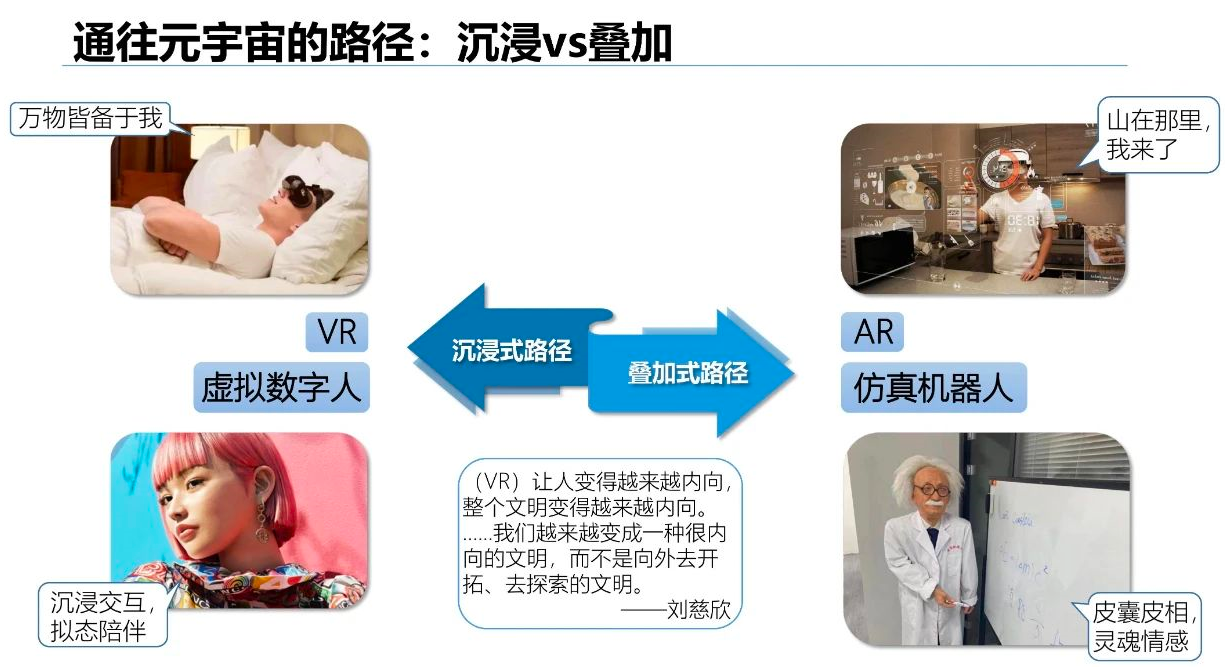 通往元宇宙的路径：沉浸vs叠加
万物皆备于我
山在那里，
我来了
VR
虚拟数字人
沉浸式路径
叠加式路径
AR
仿真机器人
（VR）让人变得越来越内向，
整个文明变得越来越内向。
......我们越来越变成一种很内
向的文明，而不是向外去开
拓、去探索的文明。
——刘慈欣
沉浸交互，
拟态陪伴
皮囊皮相，
灵魂情感